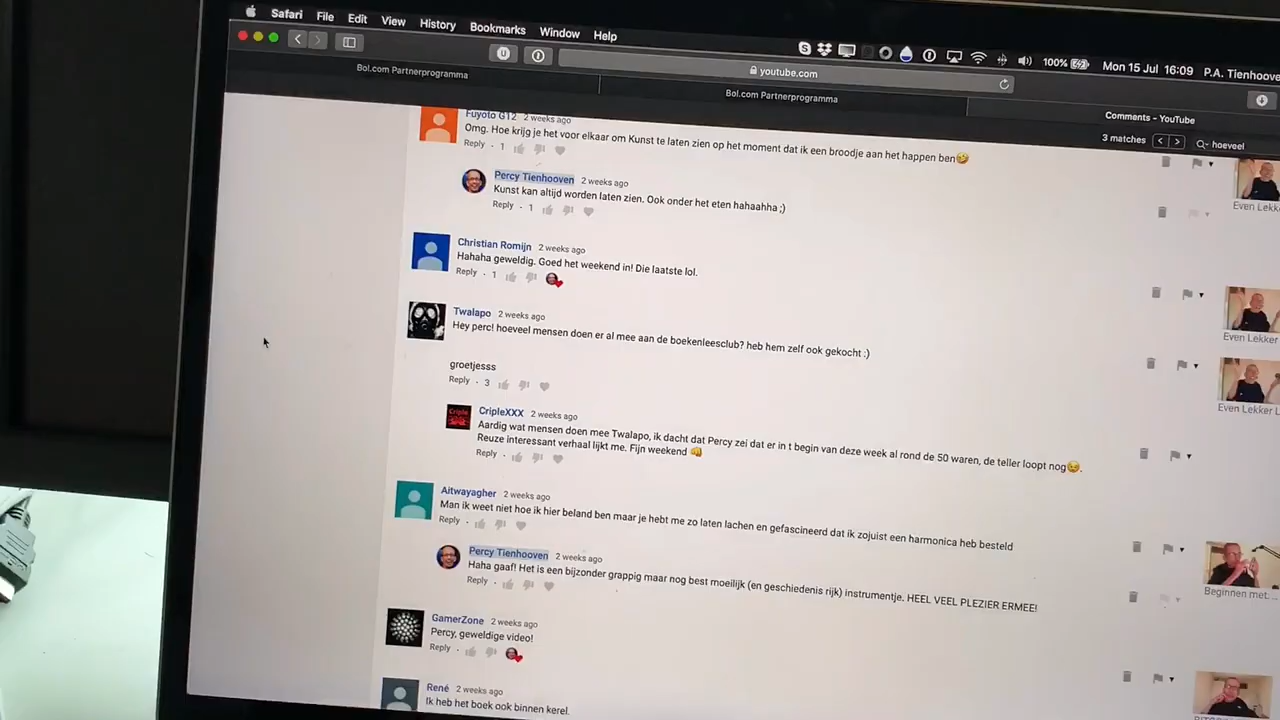 Safari File Edit View History Bookmarks Window Help
100% Mon 15 Jul 16:09 P.A. Tienhoove
youtube.com
Bol.com Partnerprogramma
Bol.com Partnerprogramma
Comments - YouTube
3 matches
hoeveel
Fuyoto G12 2 weeks ago
Omg. Hoe krijg je het voor elkaar om Kunst te laten zien op het moment dat ik een broodje aan het happen ben🤣
Reply · 1
Percy Tienhooven 2 weeks ago
Kunst kan altijd worden laten zien. Ook onder het eten hahaahha ;)
Reply · 1
Even Lekker
Christian Romijn 2 weeks ago
Hahaha geweldig. Goed het weekend in! Die laatste lol.
Reply · 1
Even Lekker
Twalapo 2 weeks ago
Hey perc! hoeveel mensen doen er al mee aan de boekenleesclub? heb hem zelf ook gekocht :)
groetjesss
Reply · 3
Even Lekker L
CripleXXX 2 weeks ago
Aardig wat mensen doen mee Twalapo, ik dacht dat Percy zei dat er in t begin van deze week al rond de 50 waren, de teller loopt nog😉.
Reuze interessant verhaal lijkt me. Fijn weekend 👊
Reply ·
Aitwayagher 2 weeks ago
Man ik weet niet hoe ik hier beland ben maar je hebt me zo laten lachen en gefascineerd dat ik zojuist een harmonica heb besteld
Reply ·
Percy Tienhooven 2 weeks ago
Haha gaaf! Het is een bijzonder grappig maar nog best moeilijk (en geschiedenis rijk) instrumentje. HEEL VEEL PLEZIER ERMEE!
Reply ·
Beginnen met: ...
GamerZone 2 weeks ago
Percy, geweldige video!
Reply ·
René 2 weeks ago
Ik heb het boek ook binnen kerel.